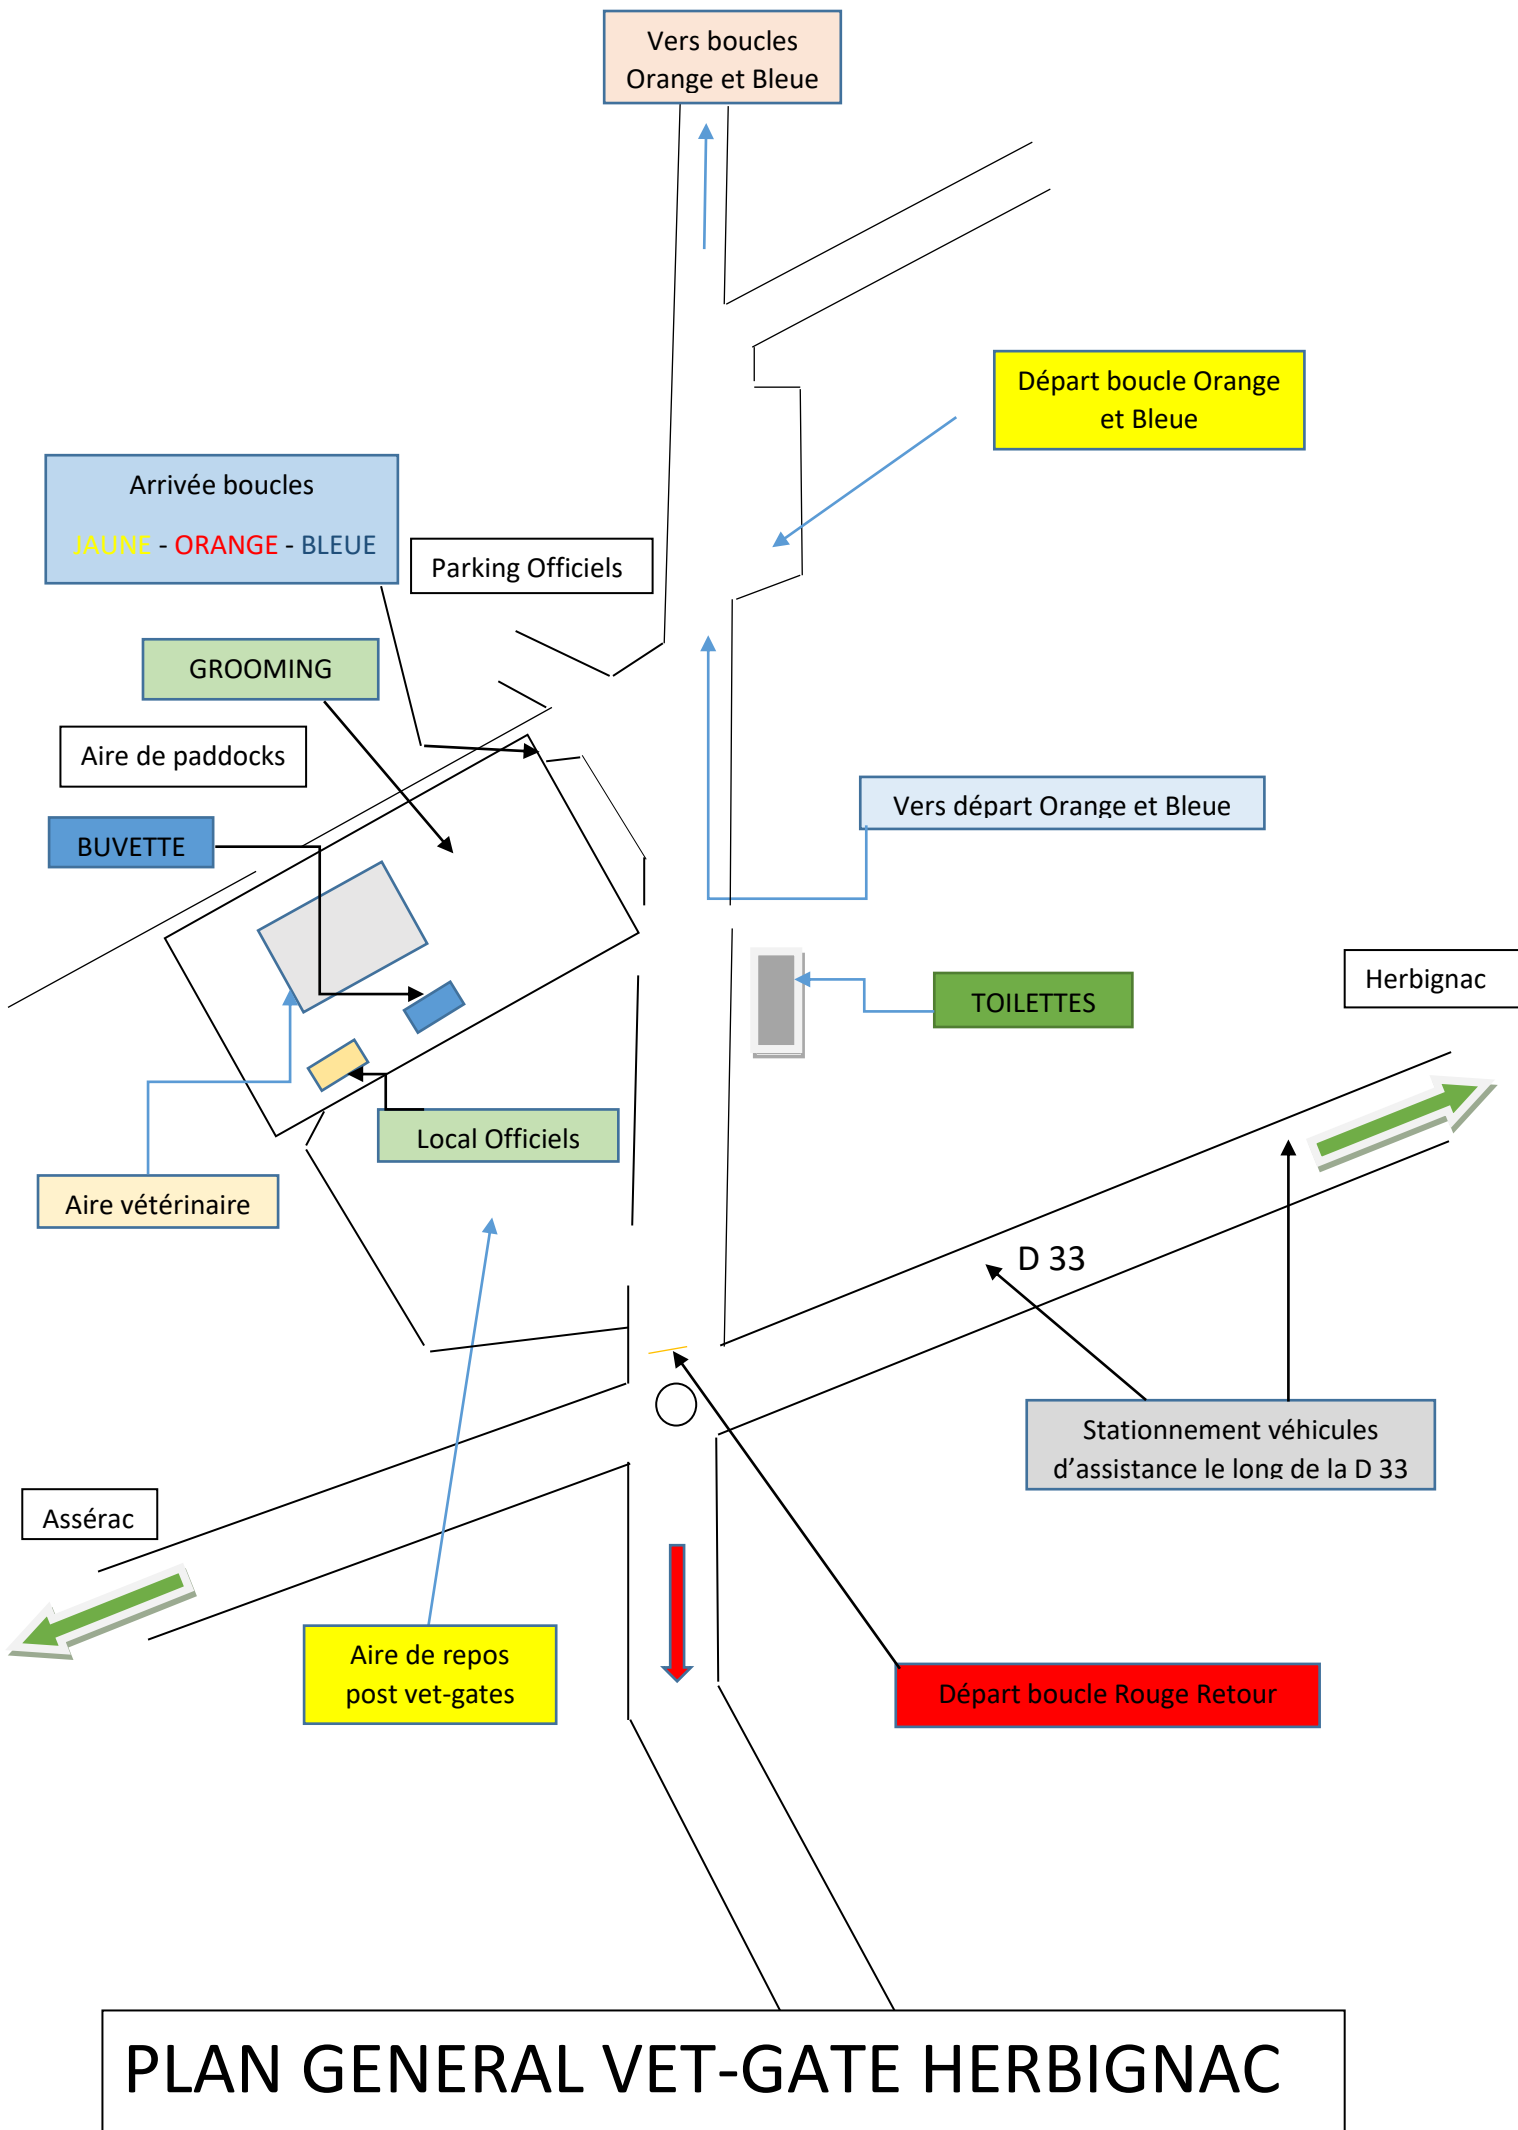 Vers boucles
Orange et Bleue
Départ boucle Orange
et Bleue
Arrivée boucles
JAUNE - ORANGE - BLEUE
Parking Officiels
GROOMING
Aire de paddocks
Vers départ Orange et Bleue
BUVETTE
Herbignac
TOILETTES
Local Officiels
Aire vétérinaire
D 33
Stationnement véhicules
d’assistance le long de la D 33
Assérac
Aire de repos
post vet-gates
Départ boucle Rouge Retour
PLAN GENERAL VET-GATE HERBIGNAC